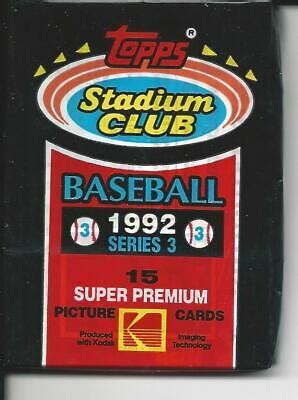 Topps ®
Stadium
CLUB
BASEBALL
3 1992 3
SERIES 3
15
SUPER PREMIUM
PICTURE CARDS
Produced with Kodak
Imaging Technology